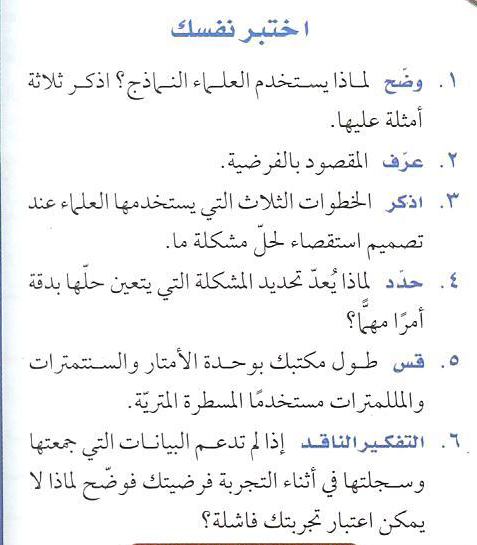 اختبر نفسك
١. وضّح لماذا يستخدم العلماء النماذج؟ اذكر ثلاثة
أمثلة عليها.
٢. عرّف المقصود بالفرضية.
٣. اذكر الخطوات الثلاث التي يستخدمها العلماء عند
تصميم استقصاء لحلّ مشكلة ما.
٤. حدّد لماذا يُعدّ تحديد المشكلة التي يتعين حلّها بدقة
أمرًا مهمًّا؟
٥. قس طول مكتبك بوحدة الأمتار والسنتمترات
والمللمترات مستخدمًا المسطرة المتريّة.
٦. التفكير الناقد إذا لم تدعم البيانات التي جمعتها
وسجلتها في أثناء التجربة فرضيتك فوضّح لماذا لا
يمكن اعتبار تجربتك فاشلة؟